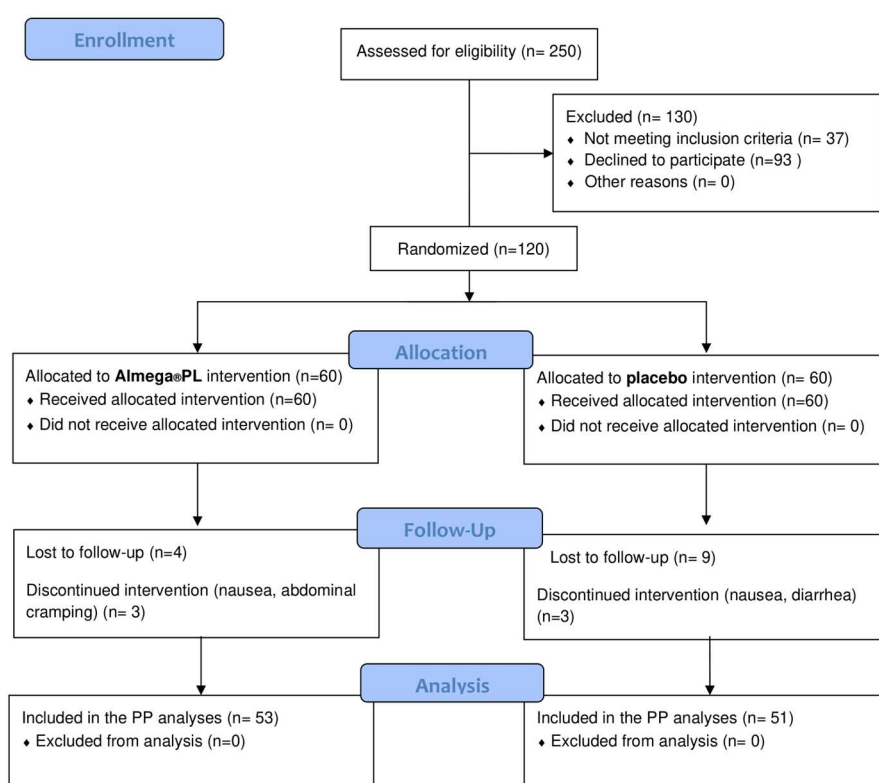 Enrollment
Assessed for eligibility (n= 250)
Excluded (n= 130)
♦ Not meeting inclusion criteria (n= 37)
♦ Declined to participate (n=93 )
♦ Other reasons (n= 0)
Randomized (n=120)
Allocation
Allocated to Almega®PL intervention (n=60)
♦ Received allocated intervention (n=60)
♦ Did not receive allocated intervention (n= 0)
Allocated to placebo intervention (n= 60)
♦ Received allocated intervention (n=60)
♦ Did not receive allocated intervention (n= 0)
Follow-Up
Lost to follow-up (n=4)
Discontinued intervention (nausea, abdominal
cramping) (n= 3)
Lost to follow-up (n= 9)
Discontinued intervention (nausea, diarrhea)
(n=3)
Analysis
Included in the PP analyses (n= 53)
♦ Excluded from analysis (n=0)
Included in the PP analyses (n= 51)
♦ Excluded from analysis (n= 0)